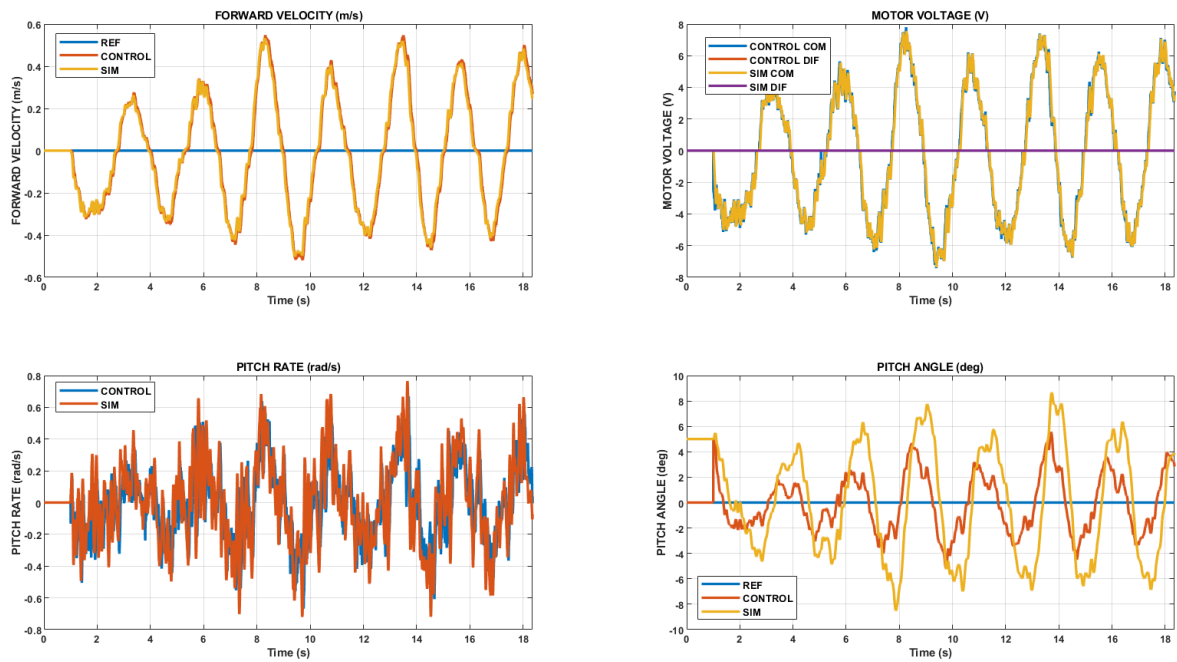 FORWARD VELOCITY (m/s)
FORWARD VELOCITY (m/s)
0.6
0.4
0.2
0
-0.2
-0.4
-0.6
REF
CONTROL
SIM
0 2 4 6 8 10 12 14 16 18
Time (s)
MOTOR VOLTAGE (V)
MOTOR VOLTAGE (V)
8
6
4
2
0
-2
-4
-6
-8
CONTROL COM
CONTROL DIF
SIM COM
SIM DIF
0 2 4 6 8 10 12 14 16 18
Time (s)
PITCH RATE (rad/s)
PITCH RATE (rad/s)
0.8
0.6
0.4
0.2
0
-0.2
-0.4
-0.6
-0.8
CONTROL
SIM
0 2 4 6 8 10 12 14 16 18
Time (s)
PITCH ANGLE (deg)
PITCH ANGLE (deg)
10
8
6
4
2
0
-2
-4
-6
-8
-10
REF
CONTROL
SIM
0 2 4 6 8 10 12 14 16 18
Time (s)